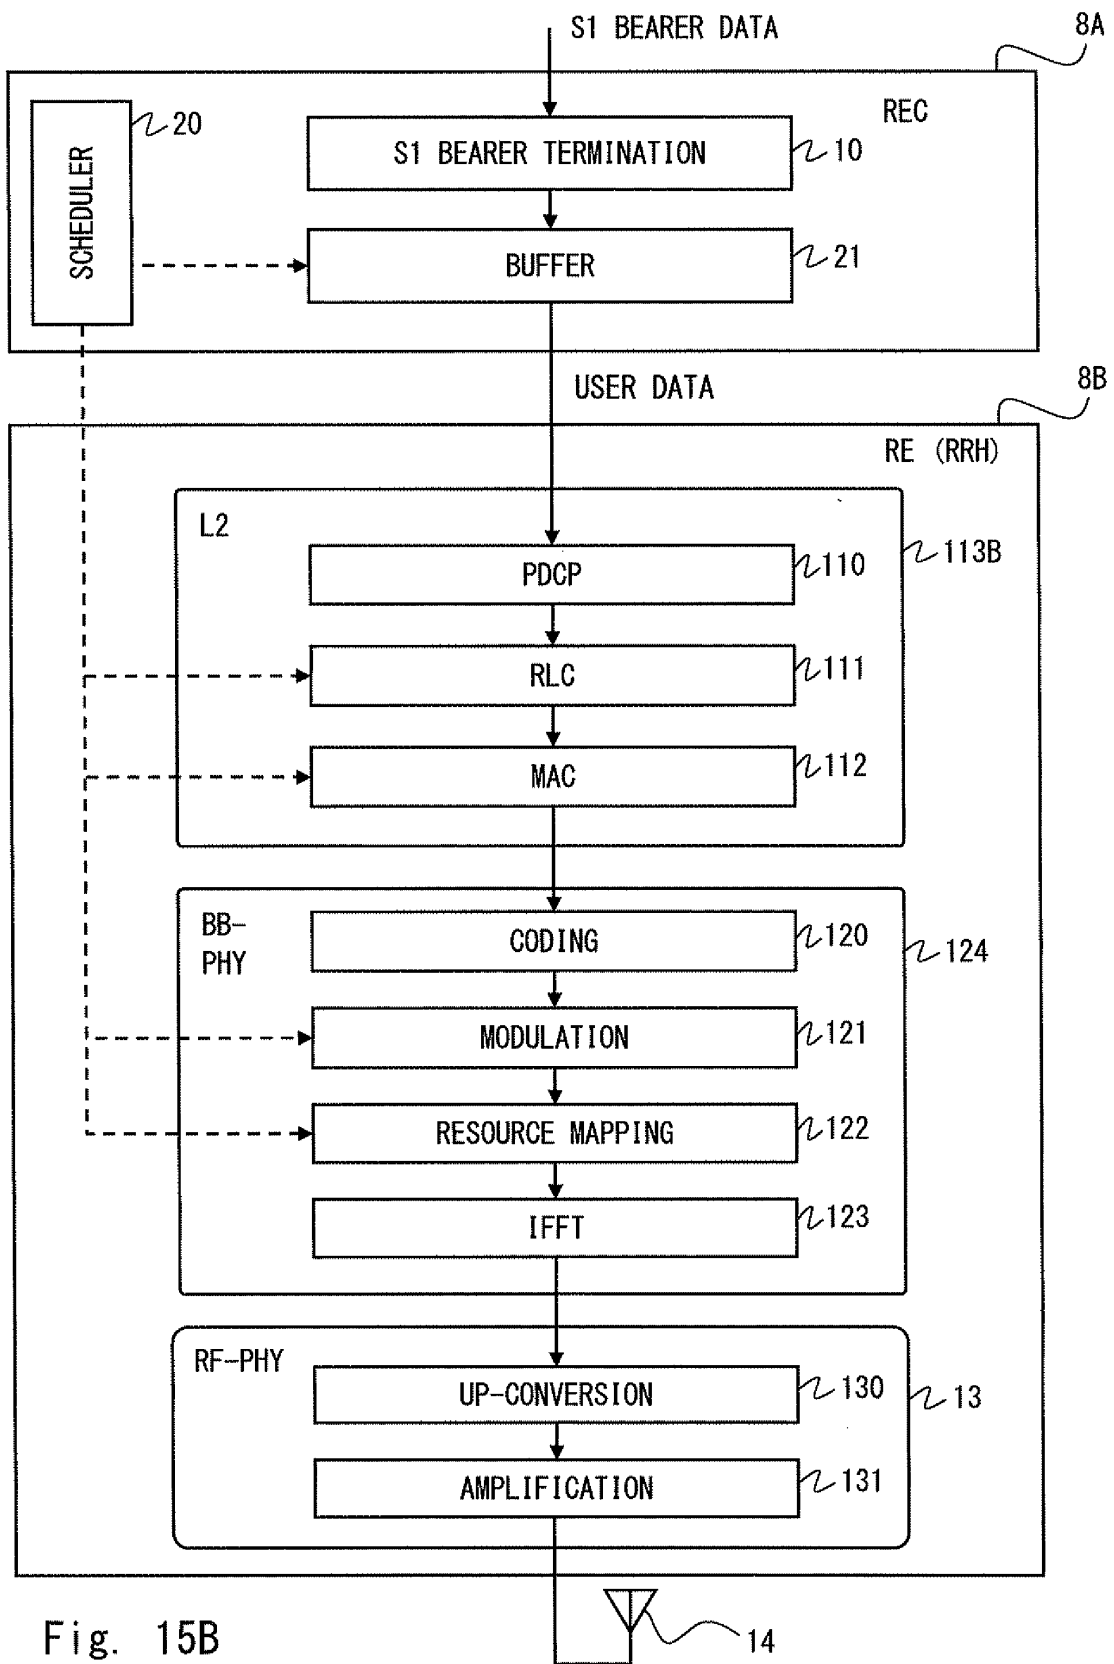 S1 BEARER DATA
8A
REC
20
SCHEDULER
S1 BEARER TERMINATION
10
BUFFER
21
USER DATA
8B
RE (RRH)
L2
113B
PDCP
110
RLC
111
MAC
112
BB-
PHY
124
CODING
120
MODULATION
121
RESOURCE MAPPING
122
IFFT
123
RF-PHY
13
UP-CONVERSION
130
AMPLIFICATION
131
14
Fig. 15B